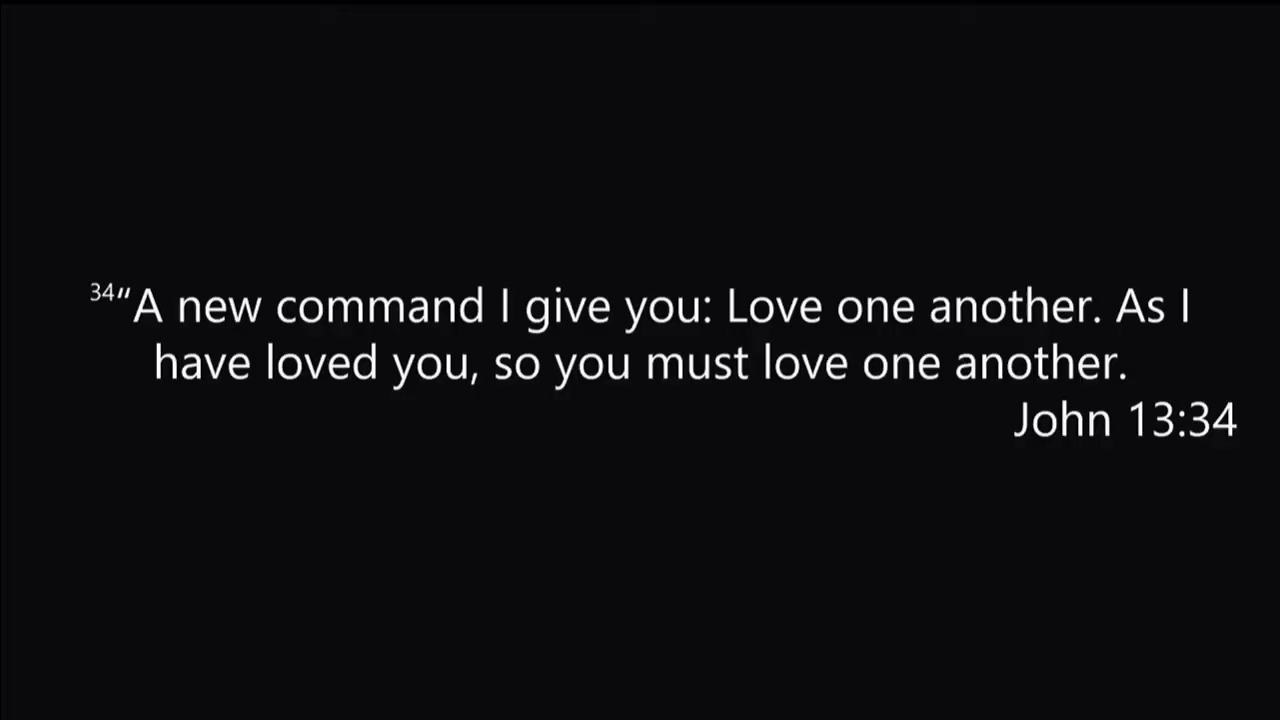 34"A new command I give you: Love one another. As I
have loved you, so you must love one another.
John 13:34